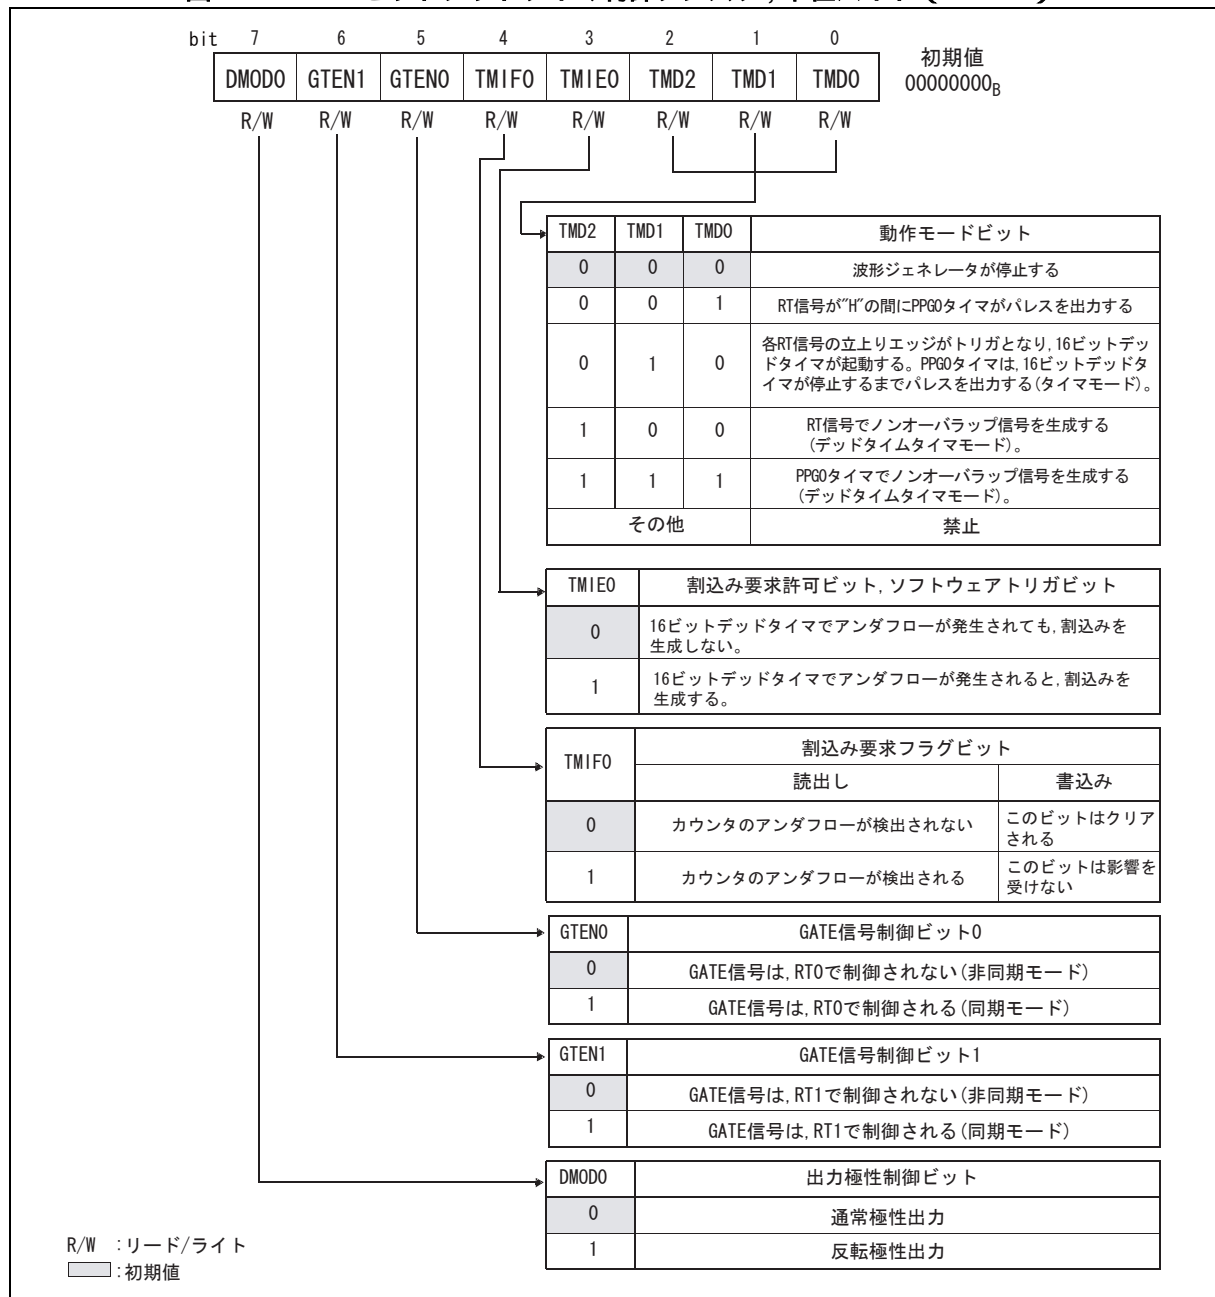 bit 7 6 5 4 3 2 1 0
初期値
DMOD0 GTEN1 GTEN0 TMIF0 TMIE0 TMD2 TMD1 TMD0
00000000B
R/W R/W R/W R/W R/W R/W R/W R/W
TMD2 TMD1 TMD0 動作モードビット
0 0 0 波形ジェネレータが停止する
0 0 1 RT信号が"H"の間にPPG0タイマがパレスを出力する
0 1 0 各RT信号の立上りエッジがトリガとなり,16ビットデッ
ドタイマが起動する。PPG0タイマは,16ビットデッドタ
イマが停止するまでパレスを出力する(タイマモード)。
1 0 0 RT信号でノンオーバラップ信号を生成する
(デッドタイムタイマモード)。
1 1 1 PPG0タイマでノンオーバラップ信号を生成する
(デッドタイムタイマモード)。
その他 禁止
TMIE0 割込み要求許可ビット,ソフトウェアトリガビット
0 16ビットデッドタイマでアンダフローが発生されても,割込みを
生成しない。
1 16ビットデッドタイマでアンダフローが発生されると,割込みを
生成する。
TMIF0 割込み要求フラグビット
読出し 書込み
0 カウンタのアンダフローが検出されない このビットはクリア
される
1 カウンタのアンダフローが検出される このビットは影響を
受けない
GTEN0 GATE信号制御ビット0
0 GATE信号は,RT0で制御されない(非同期モード)
1 GATE信号は,RT0で制御される(同期モード)
GTEN1 GATE信号制御ビット1
0 GATE信号は,RT1で制御されない(非同期モード)
1 GATE信号は,RT1で制御される(同期モード)
DMOD0 出力極性制御ビット
0 通常極性出力
1 反転極性出力
R/W :リード/ライト
:初期値